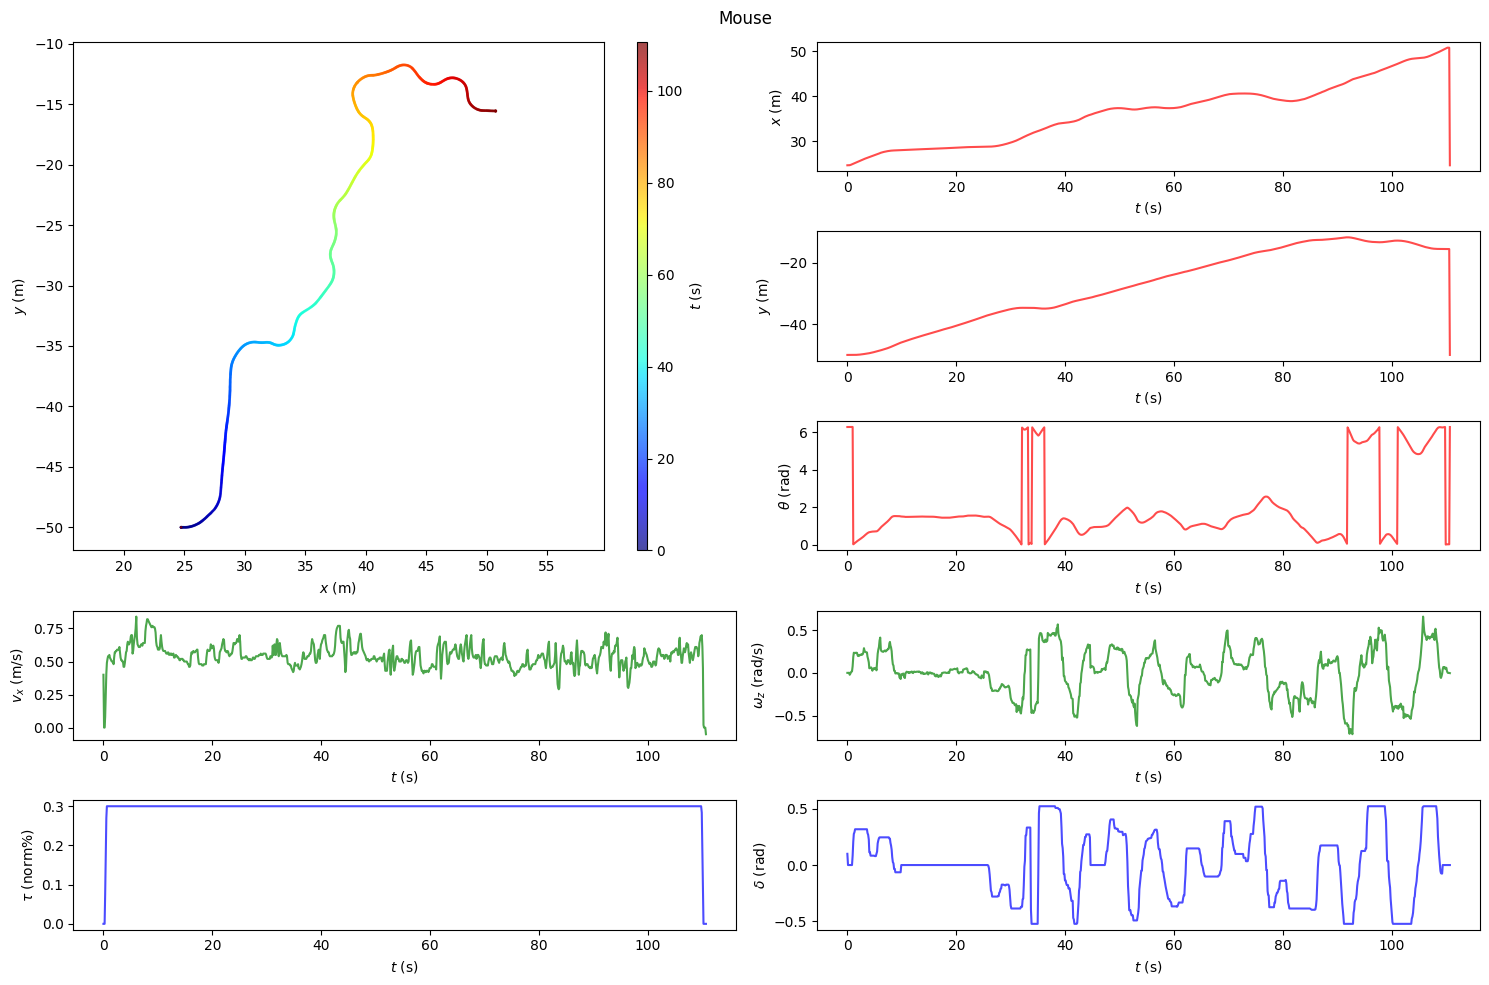 Mouse
−10
−15
−20
−25
−30
−35
−40
−45
−50
y (m)
20 25 30 35 40 45 50 55
x (m)
100
80
60
40
20
0
t (s)
50
40
30
x (m)
0 20 40 60 80 100
t (s)
−20
−40
y (m)
0 20 40 60 80 100
t (s)
6
4
2
0
θ (rad)
0 20 40 60 80 100
t (s)
0.75
0.50
0.25
0.00
vₓ (m/s)
0 20 40 60 80 100
t (s)
0.5
0.0
−0.5
ω_z (rad/s)
0 20 40 60 80 100
t (s)
0.3
0.2
0.1
0.0
τ (norm%)
0 20 40 60 80 100
t (s)
0.5
0.0
−0.5
δ (rad)
0 20 40 60 80 100
t (s)